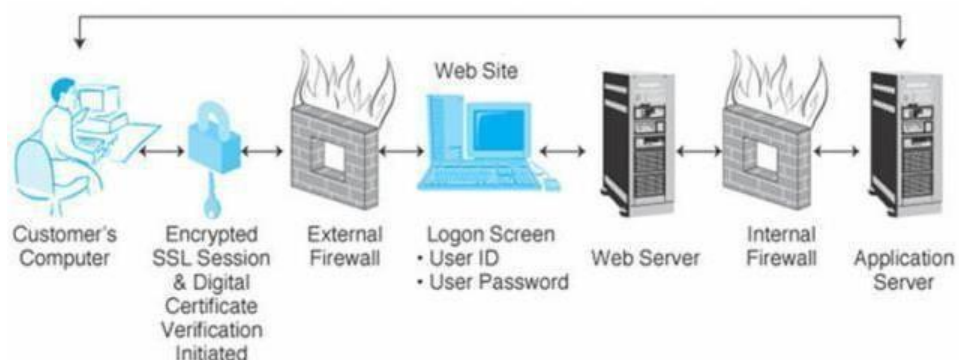 Web Site
Customer's
Computer
Encrypted
SSL Session
& Digital
Certificate
Verification
Initiated
External
Firewall
Logon Screen
• User ID
• User Password
Web Server
Internal
Firewall
Application
Server